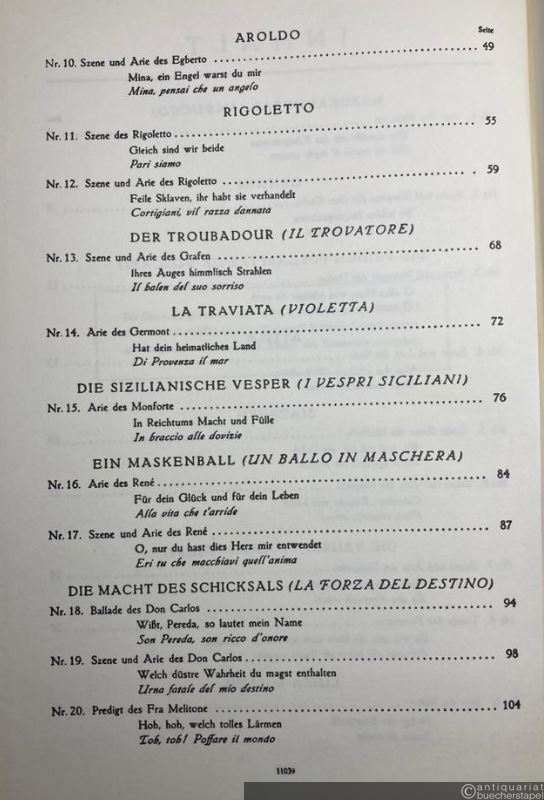 AROLDO
Seite
Nr. 10. Szene und Arie des Egberto 49
Mina, ein Engel warst du mir
Mina, pensai che un angelo
RIGOLETTO
Nr. 11. Szene des Rigoletto 55
Gleich sind wir beide
Pari siamo
Nr. 12. Szene und Arie des Rigoletto 59
Feile Sklaven, ihr habt sie verhandelt
Cortigiani, vil razza dannata
DER TROUBADOUR (IL TROVATORE)
Nr. 13. Szene und Arie des Grafen 68
Ihres Auges himmlisch Strahlen
Il balen del suo sorriso
LA TRAVIATA (VIOLETTA)
Nr. 14. Arie des Germont 72
Hat dein heimatliches Land
Di Provenza il mar
DIE SIZILIANISCHE VESPER (I VESPRI SICILIANI)
Nr. 15. Arie des Monforte 76
In Reichtums Macht und Fülle
In braccio alle dovizie
EIN MASKENBALL (UN BALLO IN MASCHERA)
Nr. 16. Arie des René 84
Für dein Glück und für dein Leben
Alla vita che t'arride
Nr. 17. Szene und Arie des René 87
O, nur du hast dies Herz mir entwendet
Eri tu che macchiavi quell'anima
DIE MACHT DES SCHICKSALS (LA FORZA DEL DESTINO)
Nr. 18. Ballade des Don Carlos 94
Wißt, Pereda, so lautet mein Name
Son Pereda, son ricco d'onore
Nr. 19. Szene und Arie des Don Carlos 98
Welch düstre Wahrheit du magst enthalten
Urna fatale del mio destino
Nr. 20. Predigt des Fra Melitone 104
Hoh, hoh, welch tolles Lärmen
Toh, toh! Poffare il mondo
11039
antiquariat
buecherstapel